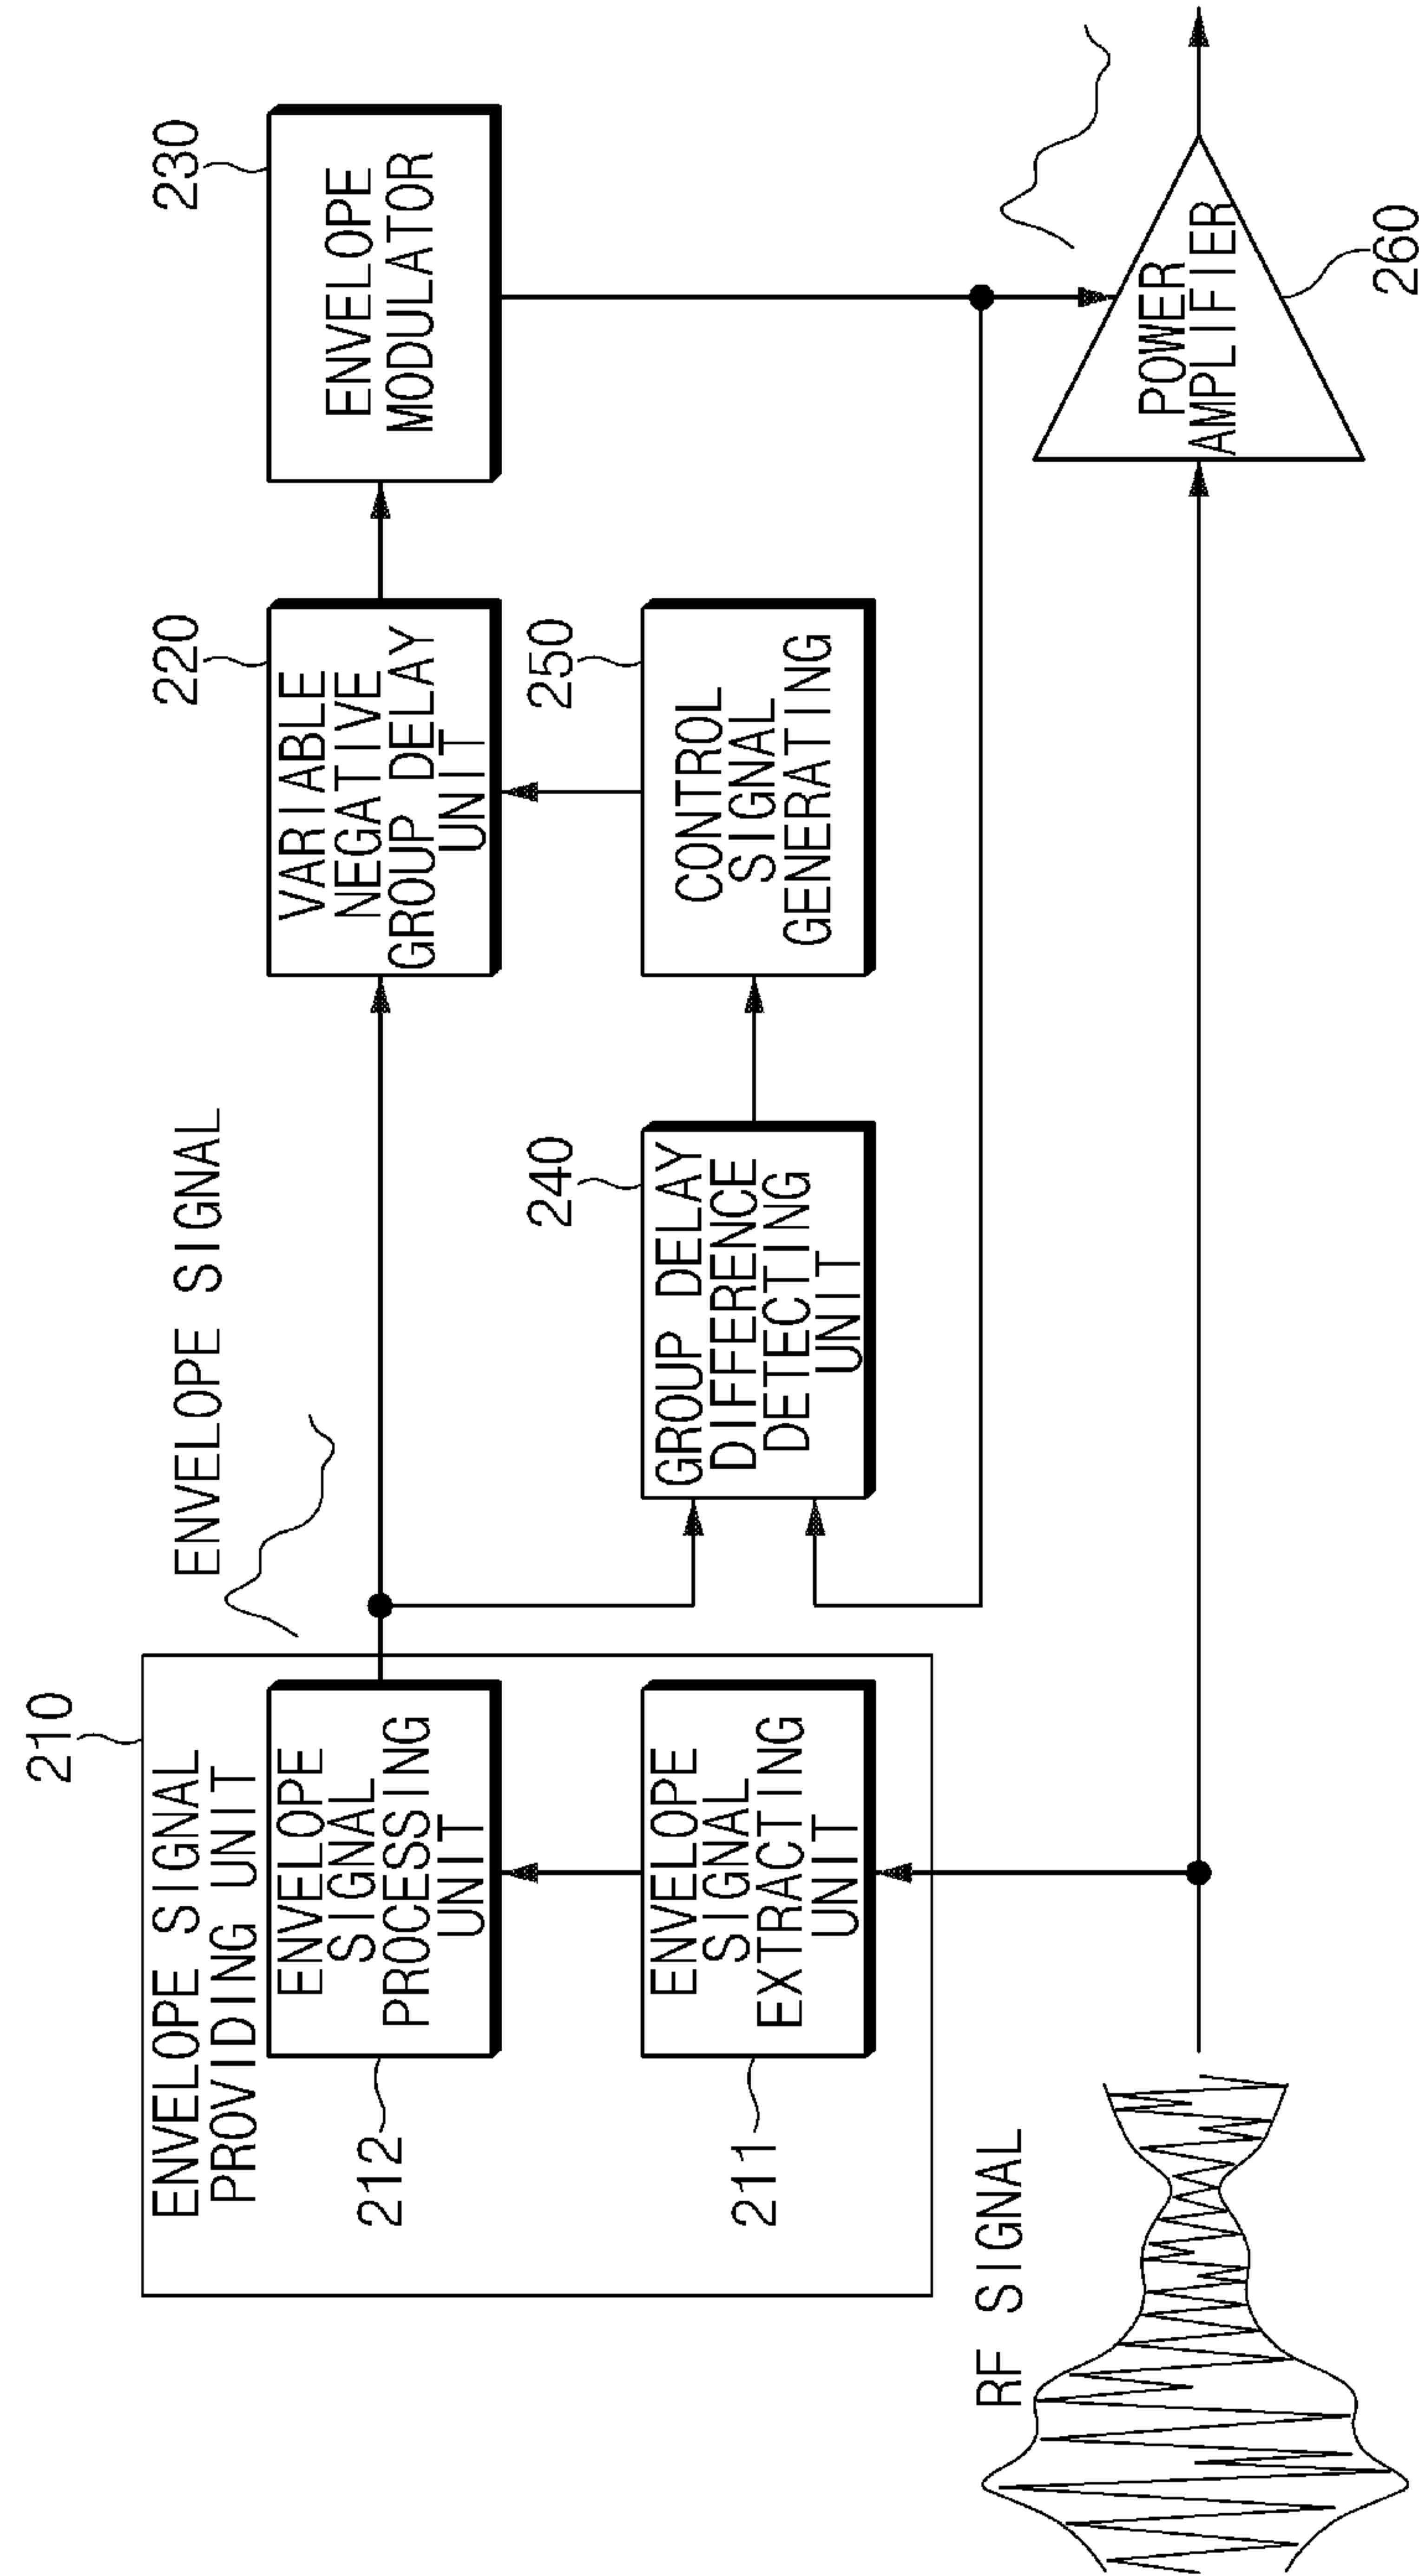 210
ENVELOPE SIGNAL
PROVIDING UNIT
212
ENVELOPE
SIGNAL
PROCESSING
UNIT
211
ENVELOPE
SIGNAL
EXTRACTING
UNIT
ENVELOPE SIGNAL
220
VARIABLE
NEGATIVE
GROUP DELAY
UNIT
230
ENVELOPE
MODULATOR
240
GROUP DELAY
DIFFERENCE
DETECTING
UNIT
250
CONTROL
SIGNAL
GENERATING
RF SIGNAL
POWER
AMPLIFIER
260